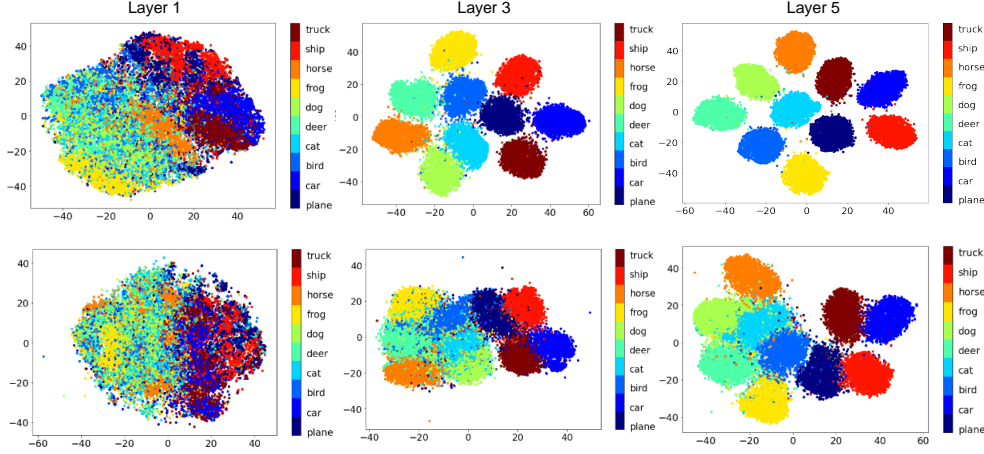 Layer 1
40
20
0
−20
−40
−40 −20 0 20 40
truck
ship
horse
frog
dog
deer
cat
bird
car
plane
Layer 3
40
20
0
−20
−40
−40 −20 0 20 40 60
truck
ship
horse
frog
dog
deer
cat
bird
car
plane
Layer 5
40
20
0
−20
−40
−60 −40 −20 0 20 40
truck
ship
horse
frog
dog
deer
cat
bird
car
plane
40
20
0
−20
−40
−60 −40 −20 0 20 40
truck
ship
horse
frog
dog
deer
cat
bird
car
plane
40
20
0
−20
−40
−40 −20 0 20 40
truck
ship
horse
frog
dog
deer
cat
bird
car
plane
40
20
0
−20
−40
−40 −20 0 20 40 60
truck
ship
horse
frog
dog
deer
cat
bird
car
plane